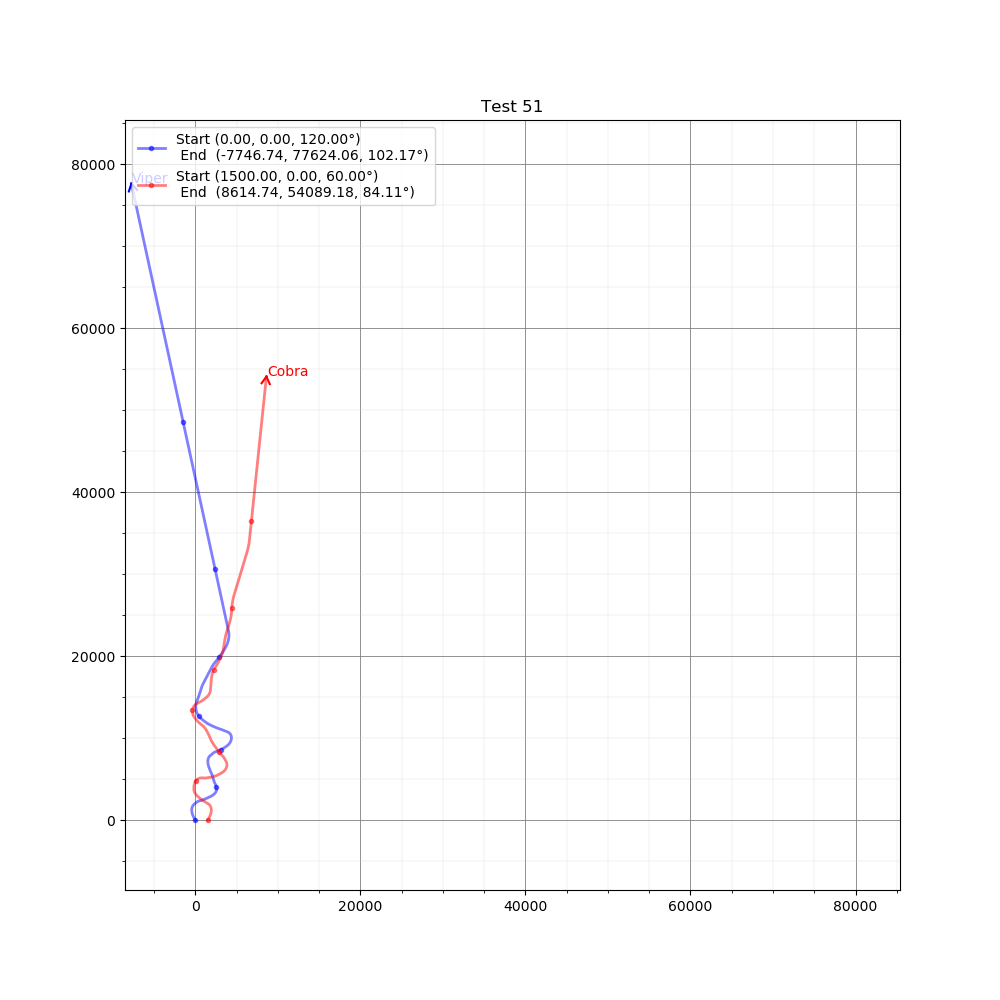 Test 51
Start (0.00, 0.00, 120.00°)
End (-7746.74, 77624.06, 102.17°)
Start (1500.00, 0.00, 60.00°)
End (8614.74, 54089.18, 84.11°)
Viper
Cobra
80000
60000
40000
20000
0
0 20000 40000 60000 80000